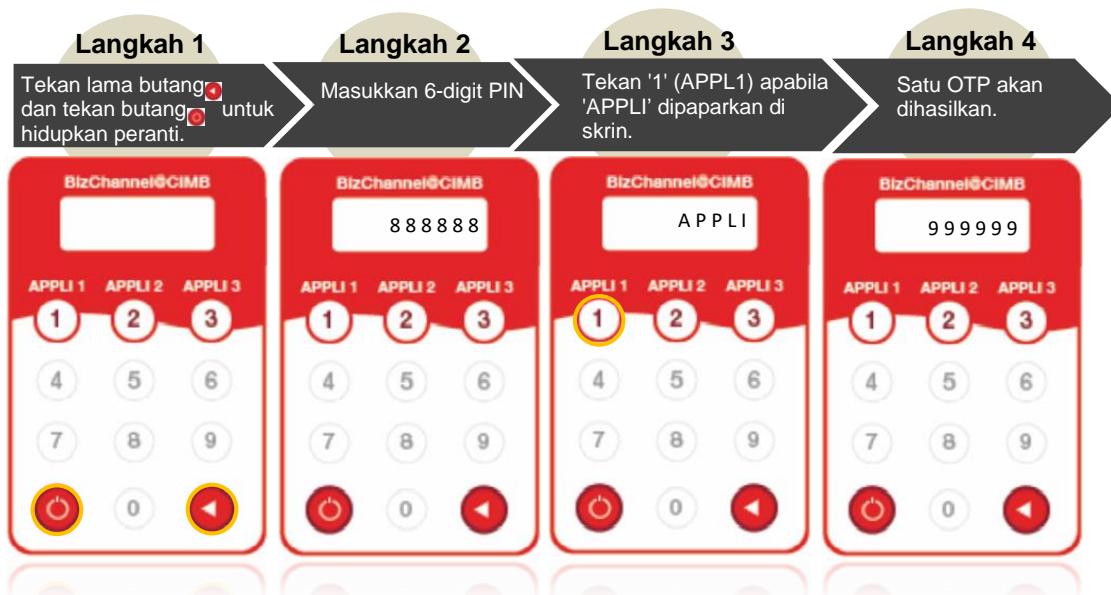 Langkah 1
Tekan lama butang
dan tekan butang untuk
hidupkan peranti.
Langkah 2
Masukkan 6-digit PIN
Langkah 3
Tekan '1' (APPL1) apabila
'APPLI’ dipaparkan di
skrin.
Langkah 4
Satu OTP akan
dihasilkan.
BizChannel@CIMB
APPLI 1 APPLI 2 APPLI 3
1 2 3
4 5 6
7 8 9
0
BizChannel@CIMB
888888
APPLI 1 APPLI 2 APPLI 3
1 2 3
4 5 6
7 8 9
0
BizChannel@CIMB
APPLI
APPLI 1 APPLI 2 APPLI 3
1 2 3
4 5 6
7 8 9
0
BizChannel@CIMB
999999
APPLI 1 APPLI 2 APPLI 3
1 2 3
4 5 6
7 8 9
0